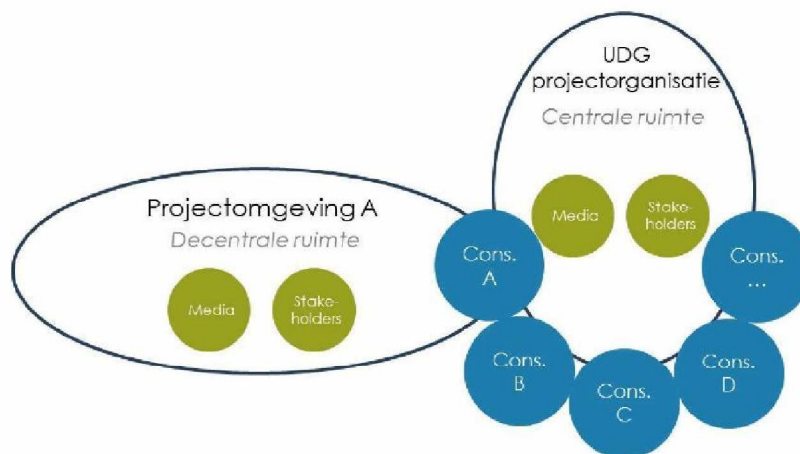 UDG
projectorganisatie
Centrale ruimte
Media
Stake-
holders
Projectomgeving A
Decentrale ruimte
Media
Stake-
holders
Cons.
A
Cons.
B
Cons.
C
Cons.
D
Cons.
...